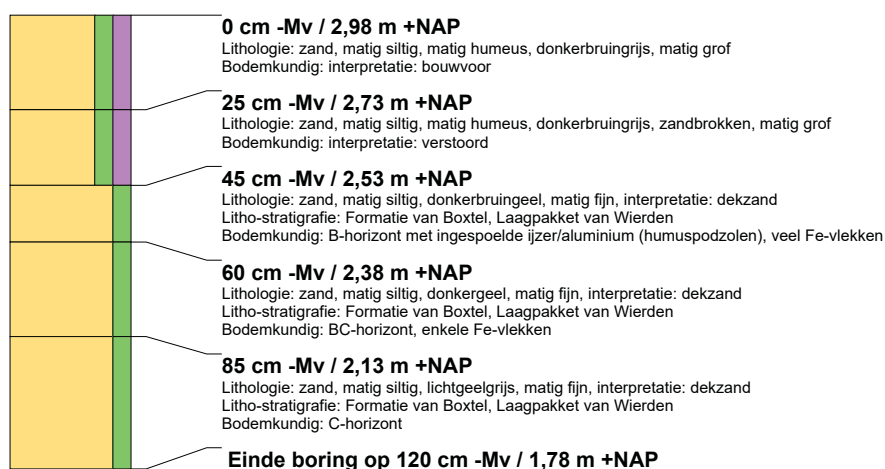 0 cm -Mv / 2,98 m +NAP
Lithologie: zand, matig siltig, matig humeus, donkerbruingrijs, matig grof
Bodemkundig: interpretatie: bouwvoor
25 cm -Mv / 2,73 m +NAP
Lithologie: zand, matig siltig, matig humeus, donkerbruingrijs, zandbrokken, matig grof
Bodemkundig: interpretatie: verstoord
45 cm -Mv / 2,53 m +NAP
Lithologie: zand, matig siltig, donkerbruingeel, matig fijn, interpretatie: dekzand
Litho-stratigrafie: Formatie van Boxtel, Laagpakket van Wierden
Bodemkundig: B-horizont met ingespoelde ijzer/aluminium (humuspodzolen), veel Fe-vlekken
60 cm -Mv / 2,38 m +NAP
Lithologie: zand, matig siltig, donkergeel, matig fijn, interpretatie: dekzand
Litho-stratigrafie: Formatie van Boxtel, Laagpakket van Wierden
Bodemkundig: BC-horizont, enkele Fe-vlekken
85 cm -Mv / 2,13 m +NAP
Lithologie: zand, matig siltig, lichtgeelgrijs, matig fijn, interpretatie: dekzand
Litho-stratigrafie: Formatie van Boxtel, Laagpakket van Wierden
Bodemkundig: C-horizont
Einde boring op 120 cm -Mv / 1,78 m +NAP